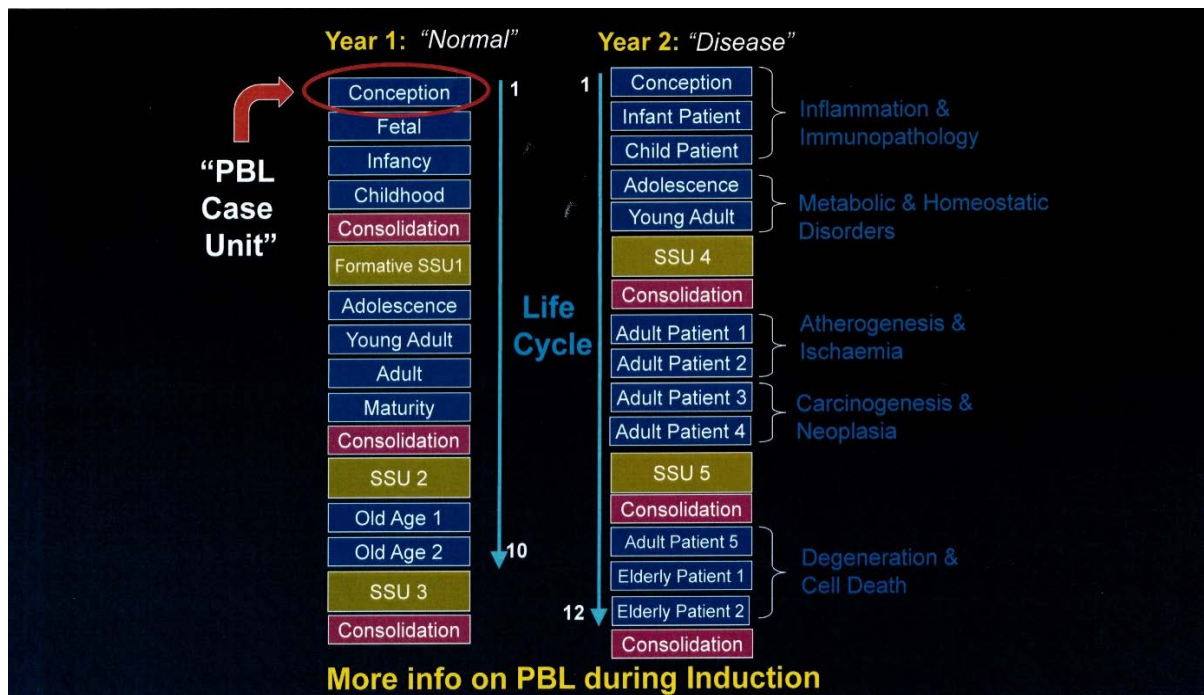 Year 1: "Normal"
1
Conception
Fetal
Infancy
Childhood
Consolidation
Formative SSU1
Adolescence
Young Adult
Adult
Maturity
Consolidation
SSU 2
Old Age 1
Old Age 2
10
SSU 3
Consolidation
"PBL
Case
Unit"
Life
Cycle
Year 2: "Disease"
1
Conception
Infant Patient
Child Patient
Inflammation &
Immunopathology
Adolescence
Young Adult
Metabolic & Homeostatic
Disorders
SSU 4
Consolidation
Adult Patient 1
Adult Patient 2
Atherogenesis &
Ischaemia
Adult Patient 3
Adult Patient 4
Carcinogenesis &
Neoplasia
SSU 5
Consolidation
Adult Patient 5
Elderly Patient 1
Elderly Patient 2
12
Degeneration &
Cell Death
Consolidation
More info on PBL during Induction